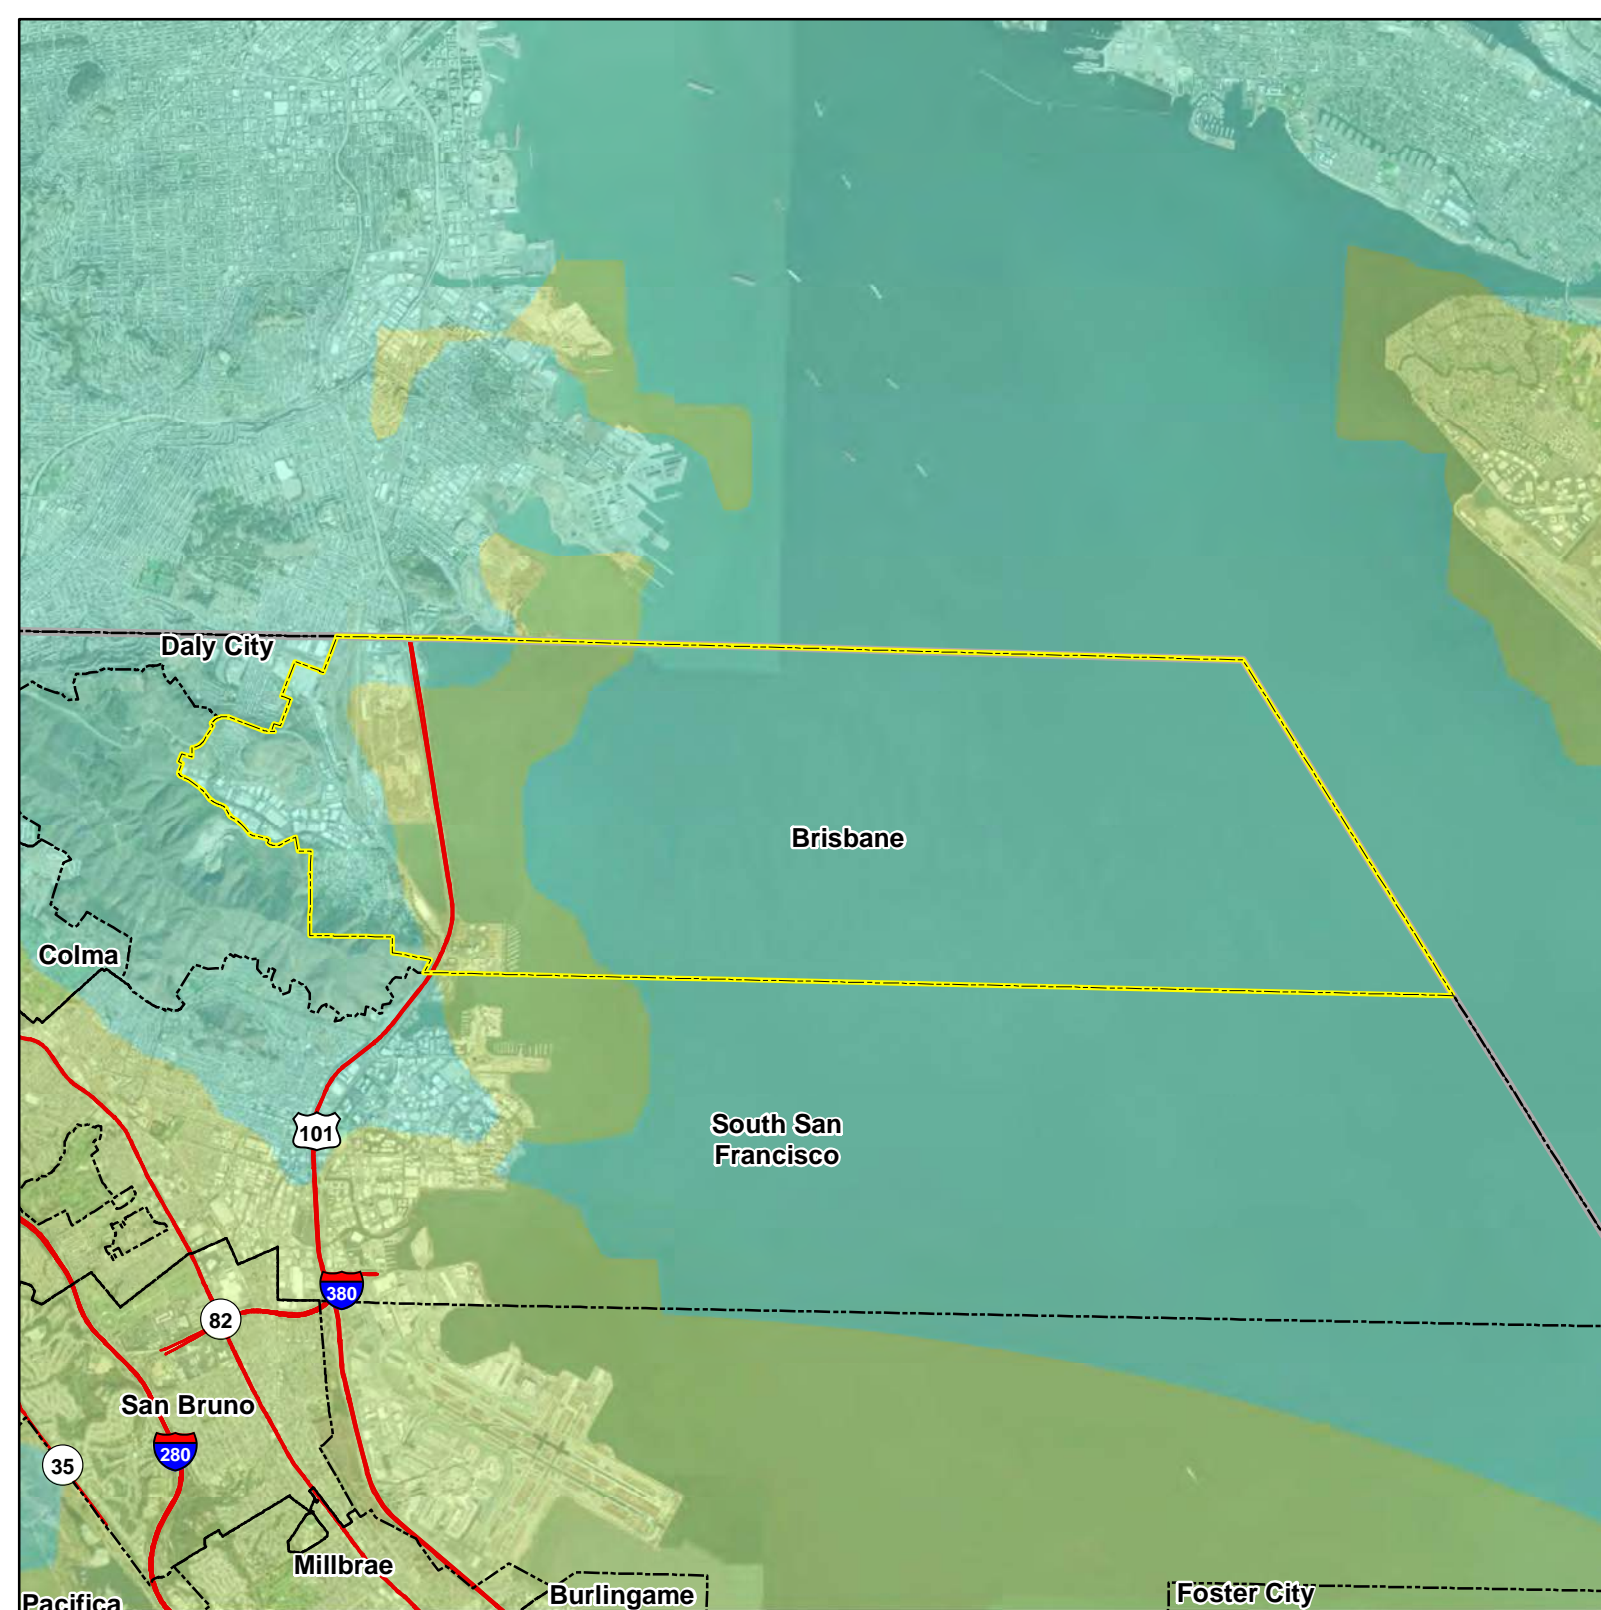 Daly City
Brisbane
Colma
South San
Francisco
101
380
82
San Bruno
280
35
Millbrae
Burlingame
Foster City
Pacifica